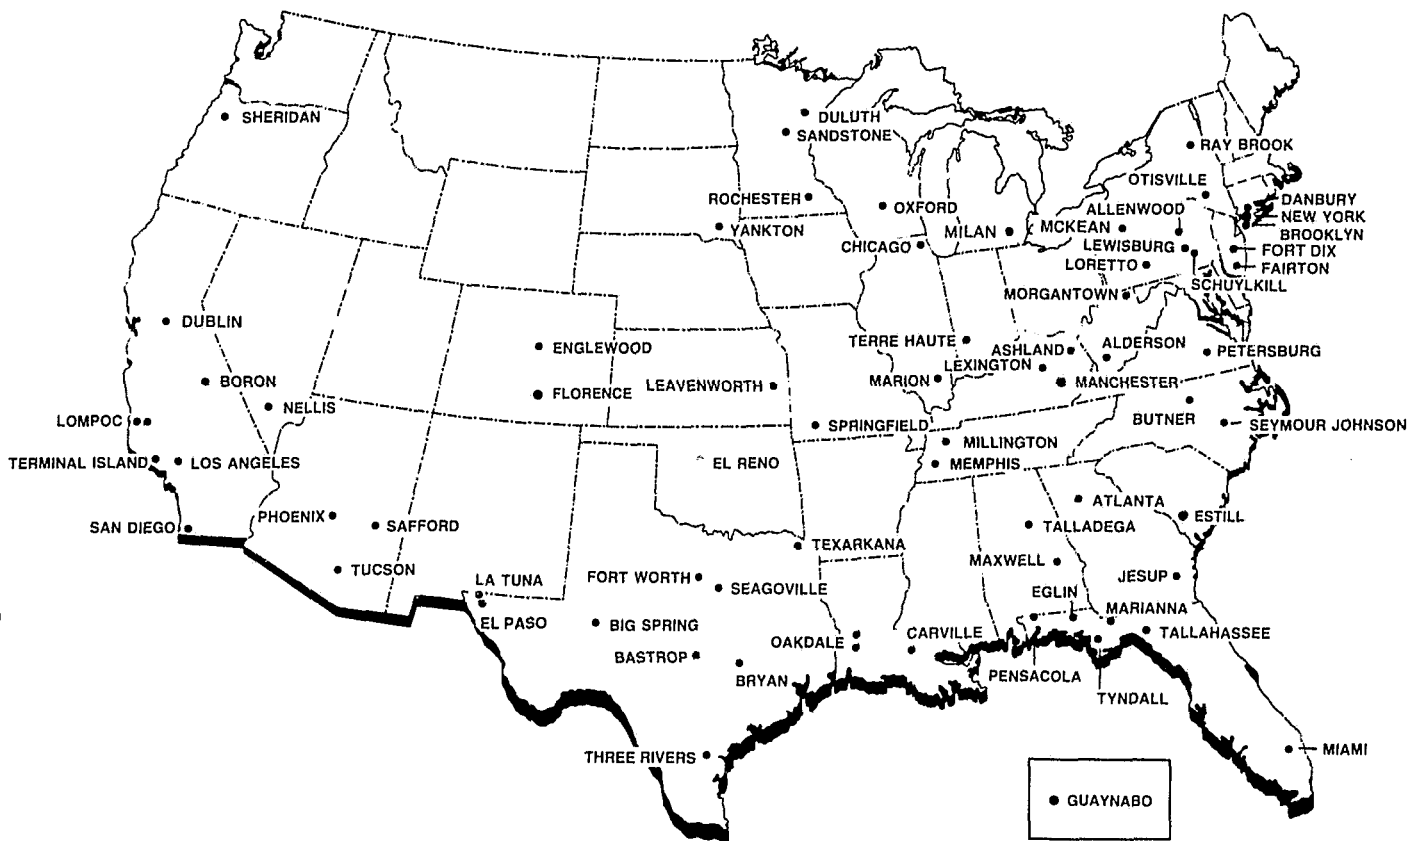 SHERIDAN
DULUTH
SANDSTONE
RAY BROOK
OTISVILLE
ROCHESTER
OXFORD
ALLENWOOD
DANBURY
NEW YORK
YANKTON
MILAN
MCKEAN
BROOKLYN
CHICAGO
LEWISBURG
FORT DIX
LORETTO
FAIRTON
SCHUYLKILL
MORGANTOWN
DUBLIN
TERRE HAUTE
ALDERSON
ENGLEWOOD
ASHLAND
PETERSBURG
LEXINGTON
BORON
LEAVENWORTH
MARION
MANCHESTER
FLORENCE
NELLIS
BUTNER
LOMPOC
SPRINGFIELD
SEYMOUR JOHNSON
MILLINGTON
TERMINAL ISLAND
LOS ANGELES
EL RENO
MEMPHIS
ATLANTA
PHOENIX
ESTILL
SAN DIEGO
SAFFORD
TALLADEGA
TEXARKANA
MAXWELL
TUCSON
LA TUNA
FORT WORTH
JESUP
SEAGOVILLE
EGLIN
MARIANNA
EL PASO
BIG SPRING
CARVILLE
TALLAHASSEE
OAKDALE
BASTROP
PENSACOLA
BRYAN
TYNDALL
MIAMI
THREE RIVERS
GUAYNABO